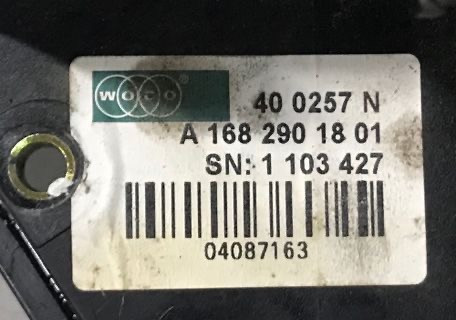 WOCO ®
40 0257 N
A 168 290 18 01
SN: 1 103 427
04087163